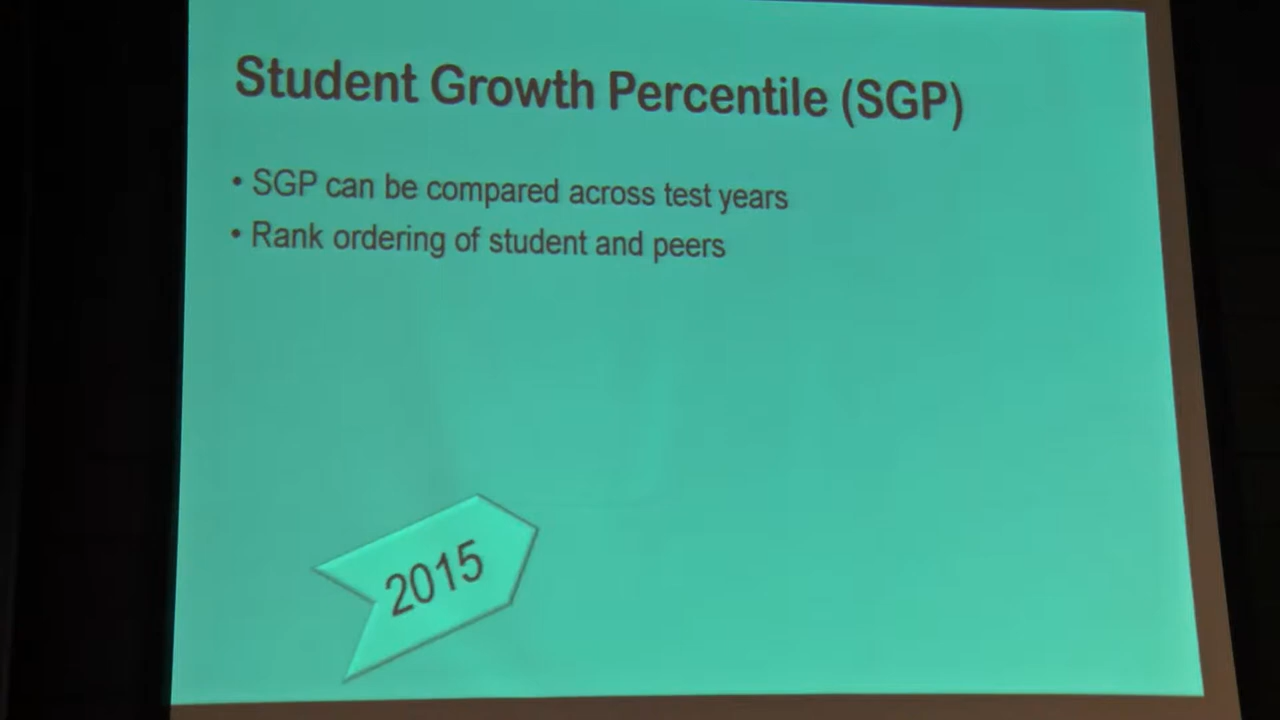 Student Growth Percentile (SGP)
• SGP can be compared across test years
• Rank ordering of student and peers
2015